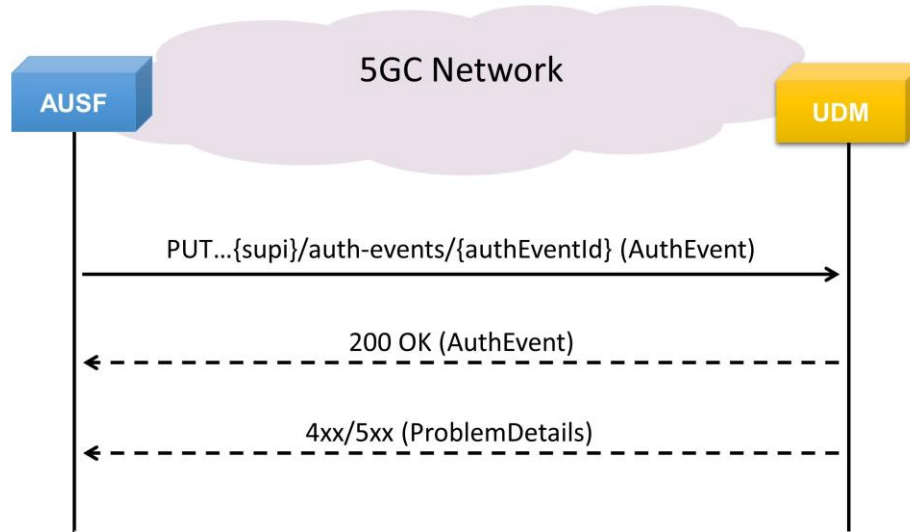 5GC Network
AUSF
UDM
PUT...{supi}/auth-events/{authEventId} (AuthEvent)
200 OK (AuthEvent)
4xx/5xx (ProblemDetails)